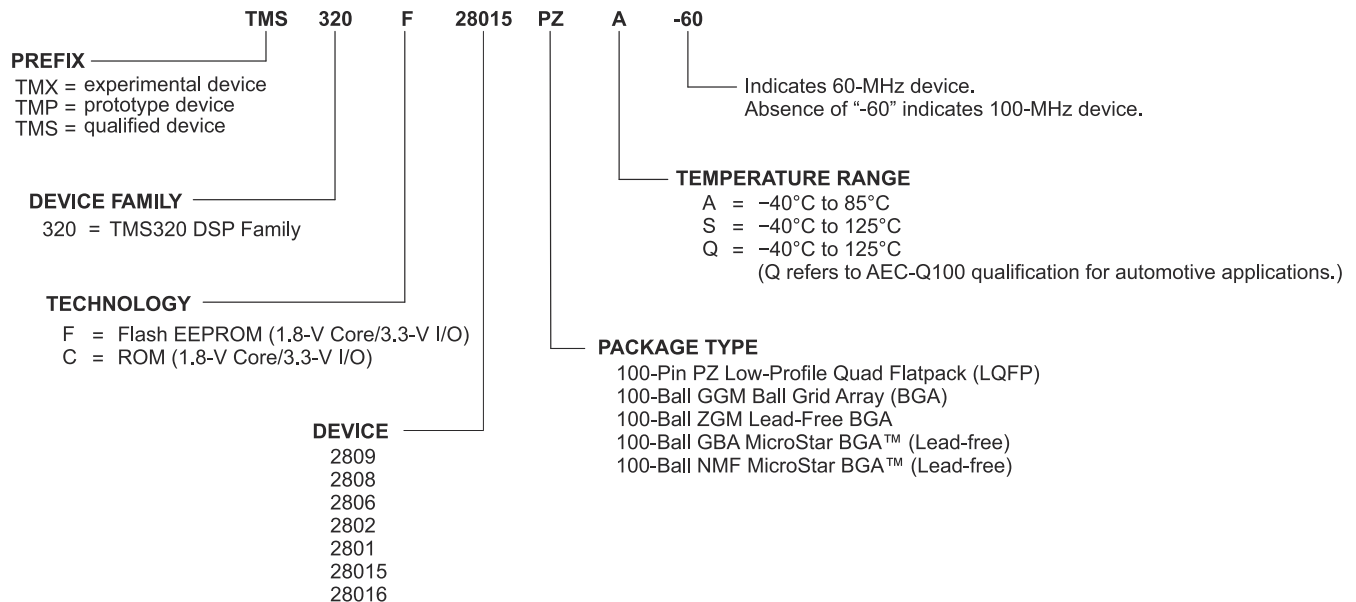 TMS 320 F 28015 PZ A -60
PREFIX
TMX = experimental device
TMP = prototype device
TMS = qualified device
Indicates 60-MHz device.
Absence of “-60” indicates 100-MHz device.
DEVICE FAMILY
320 = TMS320 DSP Family
TEMPERATURE RANGE
A = −40°C to 85°C
S = −40°C to 125°C
Q = −40°C to 125°C
(Q refers to AEC-Q100 qualification for automotive applications.)
TECHNOLOGY
F = Flash EEPROM (1.8-V Core/3.3-V I/O)
C = ROM (1.8-V Core/3.3-V I/O)
PACKAGE TYPE
100-Pin PZ Low-Profile Quad Flatpack (LQFP)
100-Ball GGM Ball Grid Array (BGA)
100-Ball ZGM Lead-Free BGA
100-Ball GBA MicroStar BGA™ (Lead-free)
100-Ball NMF MicroStar BGA™ (Lead-free)
DEVICE
2809
2808
2806
2802
2801
28015
28016